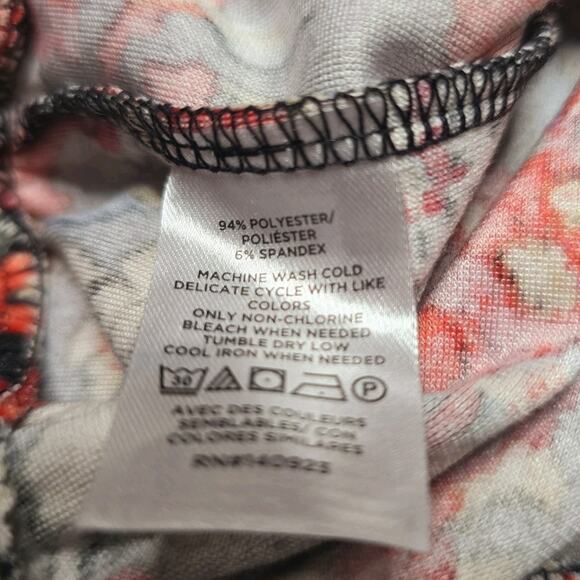 94% POLYESTER/
POLIÉSTER
6% SPANDEX
MACHINE WASH COLD
DELICATE CYCLE WITH LIKE
COLORS
ONLY NON-CHLORINE
BLEACH WHEN NEEDED
TUMBLE DRY LOW
COOL IRON WHEN NEEDED
30 P
AVEC DES COULEURS
SEMBLABLES/ CON
COLORES SIMILARES
RN#140925